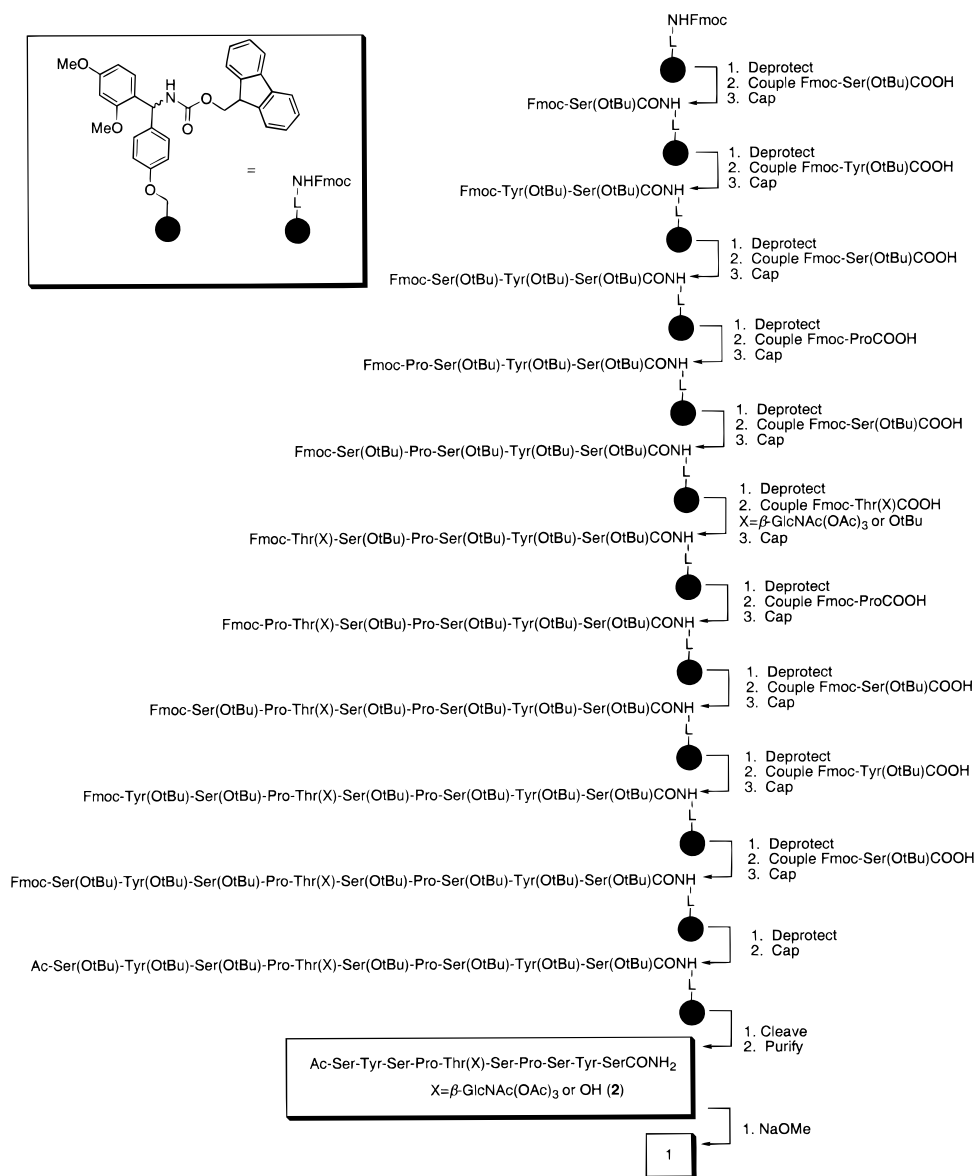 NHFmoc
L
1. Deprotect
2. Couple Fmoc-Ser(OtBu)COOH
3. Cap
Fmoc-Ser(OtBu)CONH
L
1. Deprotect
2. Couple Fmoc-Tyr(OtBu)COOH
3. Cap
Fmoc-Tyr(OtBu)-Ser(OtBu)CONH
L
1. Deprotect
2. Couple Fmoc-Ser(OtBu)COOH
3. Cap
Fmoc-Ser(OtBu)-Tyr(OtBu)-Ser(OtBu)CONH
L
MeO
H
N
O
O
MeO
O
=
NHFmoc
L
1. Deprotect
2. Couple Fmoc-ProCOOH
3. Cap
Fmoc-Pro-Ser(OtBu)-Tyr(OtBu)-Ser(OtBu)CONH
L
1. Deprotect
2. Couple Fmoc-Ser(OtBu)COOH
3. Cap
Fmoc-Ser(OtBu)-Pro-Ser(OtBu)-Tyr(OtBu)-Ser(OtBu)CONH
L
1. Deprotect
2. Couple Fmoc-Thr(X)COOH
X=β-GlcNAc(OAc)₃ or OtBu
3. Cap
Fmoc-Thr(X)-Ser(OtBu)-Pro-Ser(OtBu)-Tyr(OtBu)-Ser(OtBu)CONH
L
1. Deprotect
2. Couple Fmoc-ProCOOH
3. Cap
Fmoc-Pro-Thr(X)-Ser(OtBu)-Pro-Ser(OtBu)-Tyr(OtBu)-Ser(OtBu)CONH
L
1. Deprotect
2. Couple Fmoc-Ser(OtBu)COOH
3. Cap
Fmoc-Ser(OtBu)-Pro-Thr(X)-Ser(OtBu)-Pro-Ser(OtBu)-Tyr(OtBu)-Ser(OtBu)CONH
L
1. Deprotect
2. Couple Fmoc-Tyr(OtBu)COOH
3. Cap
Fmoc-Tyr(OtBu)-Ser(OtBu)-Pro-Thr(X)-Ser(OtBu)-Pro-Ser(OtBu)-Tyr(OtBu)-Ser(OtBu)CONH
L
1. Deprotect
2. Couple Fmoc-Ser(OtBu)COOH
3. Cap
Fmoc-Ser(OtBu)-Tyr(OtBu)-Ser(OtBu)-Pro-Thr(X)-Ser(OtBu)-Pro-Ser(OtBu)-Tyr(OtBu)-Ser(OtBu)CONH
L
1. Deprotect
2. Cap
Ac-Ser(OtBu)-Tyr(OtBu)-Ser(OtBu)-Pro-Thr(X)-Ser(OtBu)-Pro-Ser(OtBu)-Tyr(OtBu)-Ser(OtBu)CONH
L
1. Cleave
2. Purify
Ac-Ser-Tyr-Ser-Pro-Thr(X)-Ser-Pro-Ser-Tyr-SerCONH₂
X=β-GlcNAc(OAc)₃ or OH (2)
1. NaOMe
1